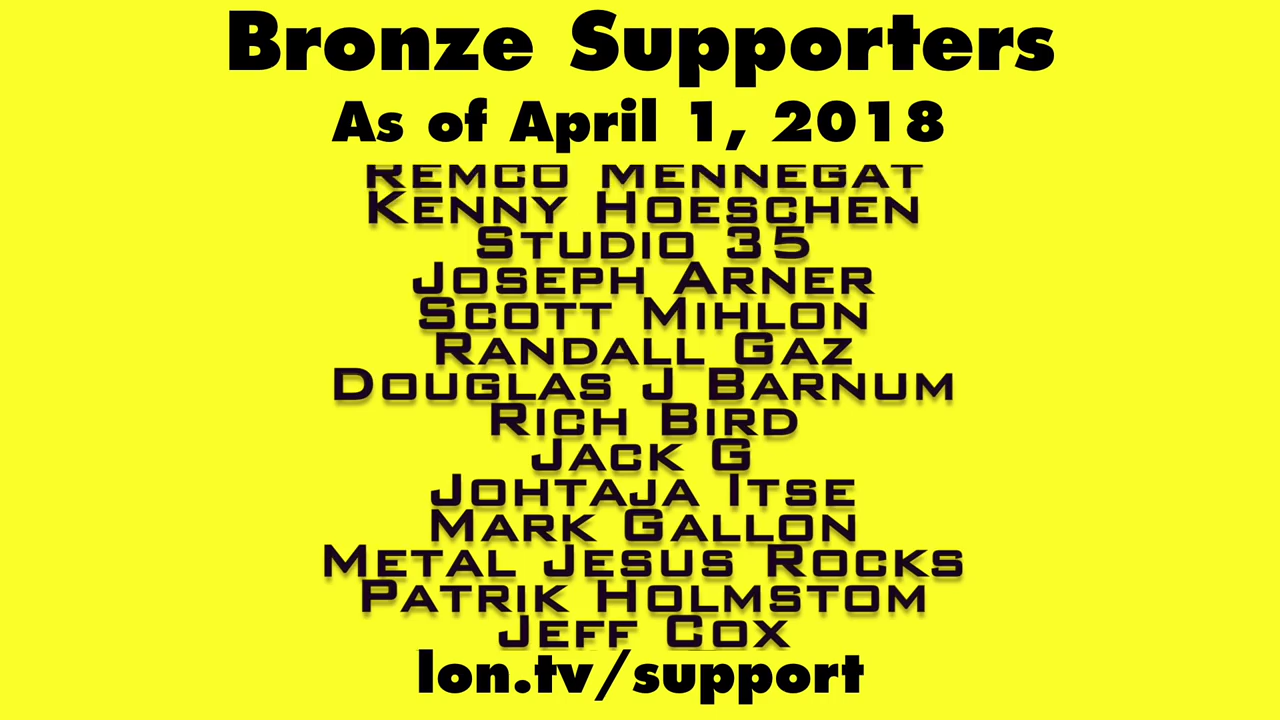 Bronze Supporters
As of April 1, 2018
REMCO MENNEGAT
KENNY HOESCHEN
STUDIO 35
JOSEPH ARNER
SCOTT MIHLON
RANDALL GAZ
DOUGLAS J BARNUM
RICH BIRD
JACK G
JOHTAJA ITSE
MARK GALLON
METAL JESUS ROCKS
PATRIK HOLMSTOM
JEFF COX
lon.tv/support